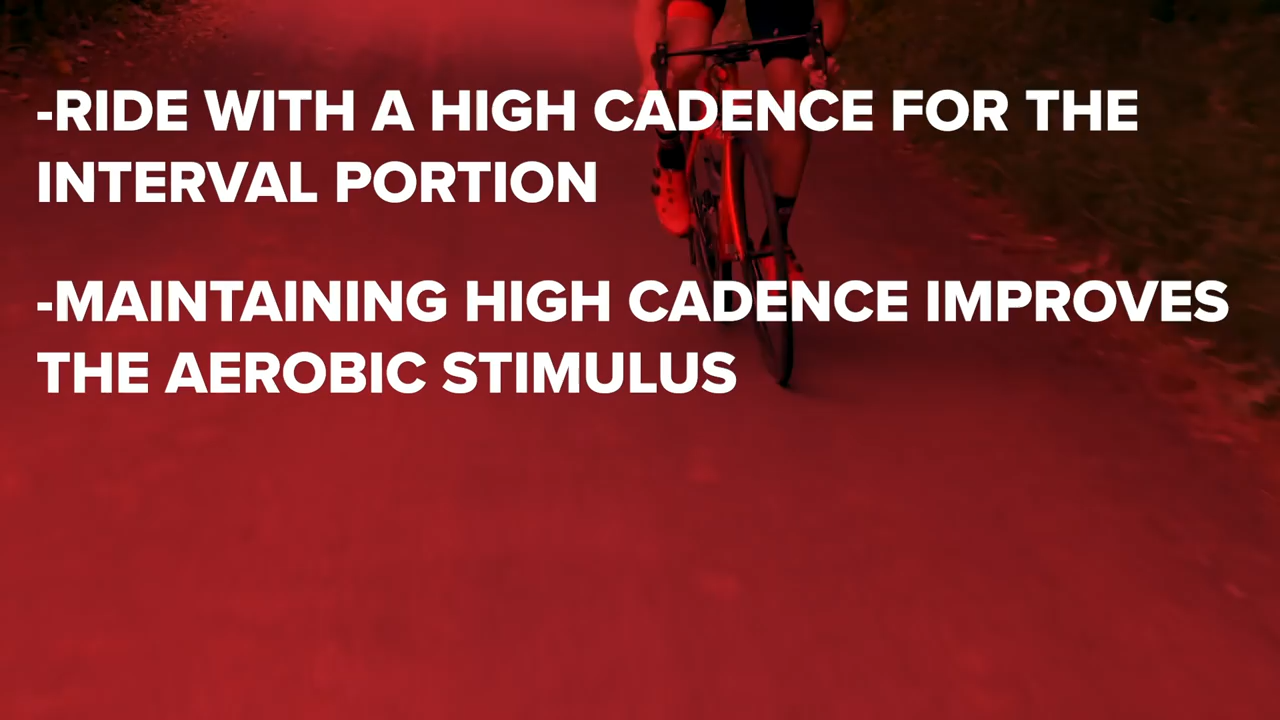 -RIDE WITH A HIGH CADENCE FOR THE
INTERVAL PORTION
-MAINTAINING HIGH CADENCE IMPROVES
THE AEROBIC STIMULUS